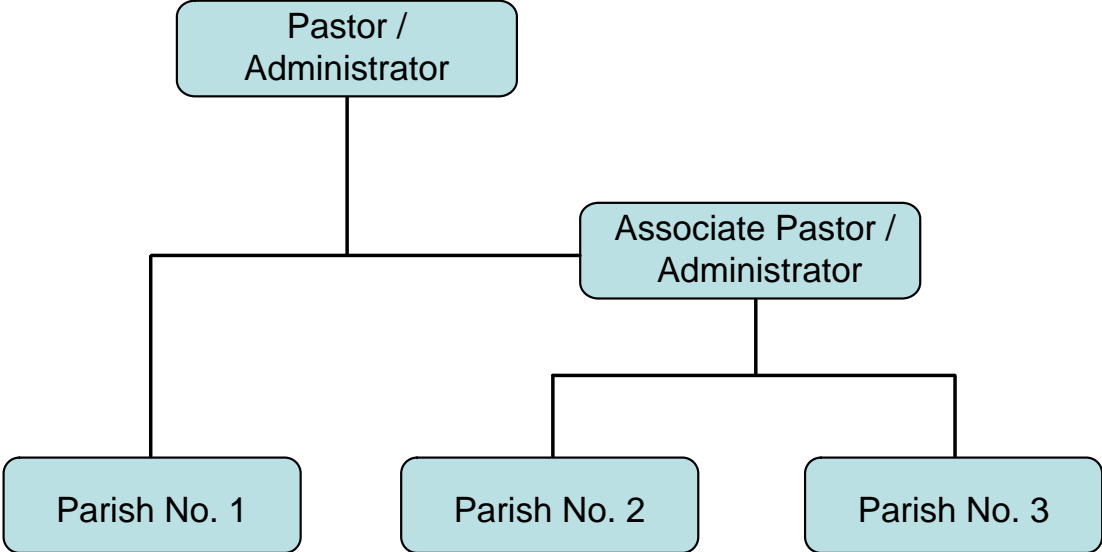 Pastor /
Administrator
Associate Pastor /
Administrator
Parish No. 1
Parish No. 2
Parish No. 3